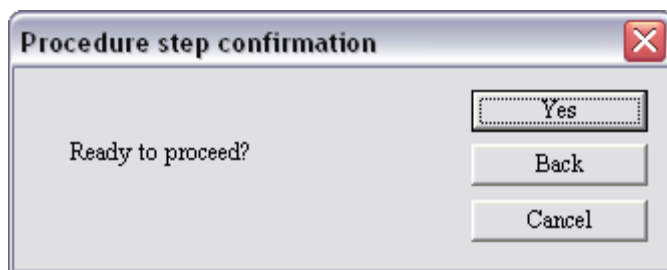 Procedure step confirmation
Ready to proceed?
Yes
Back
Cancel